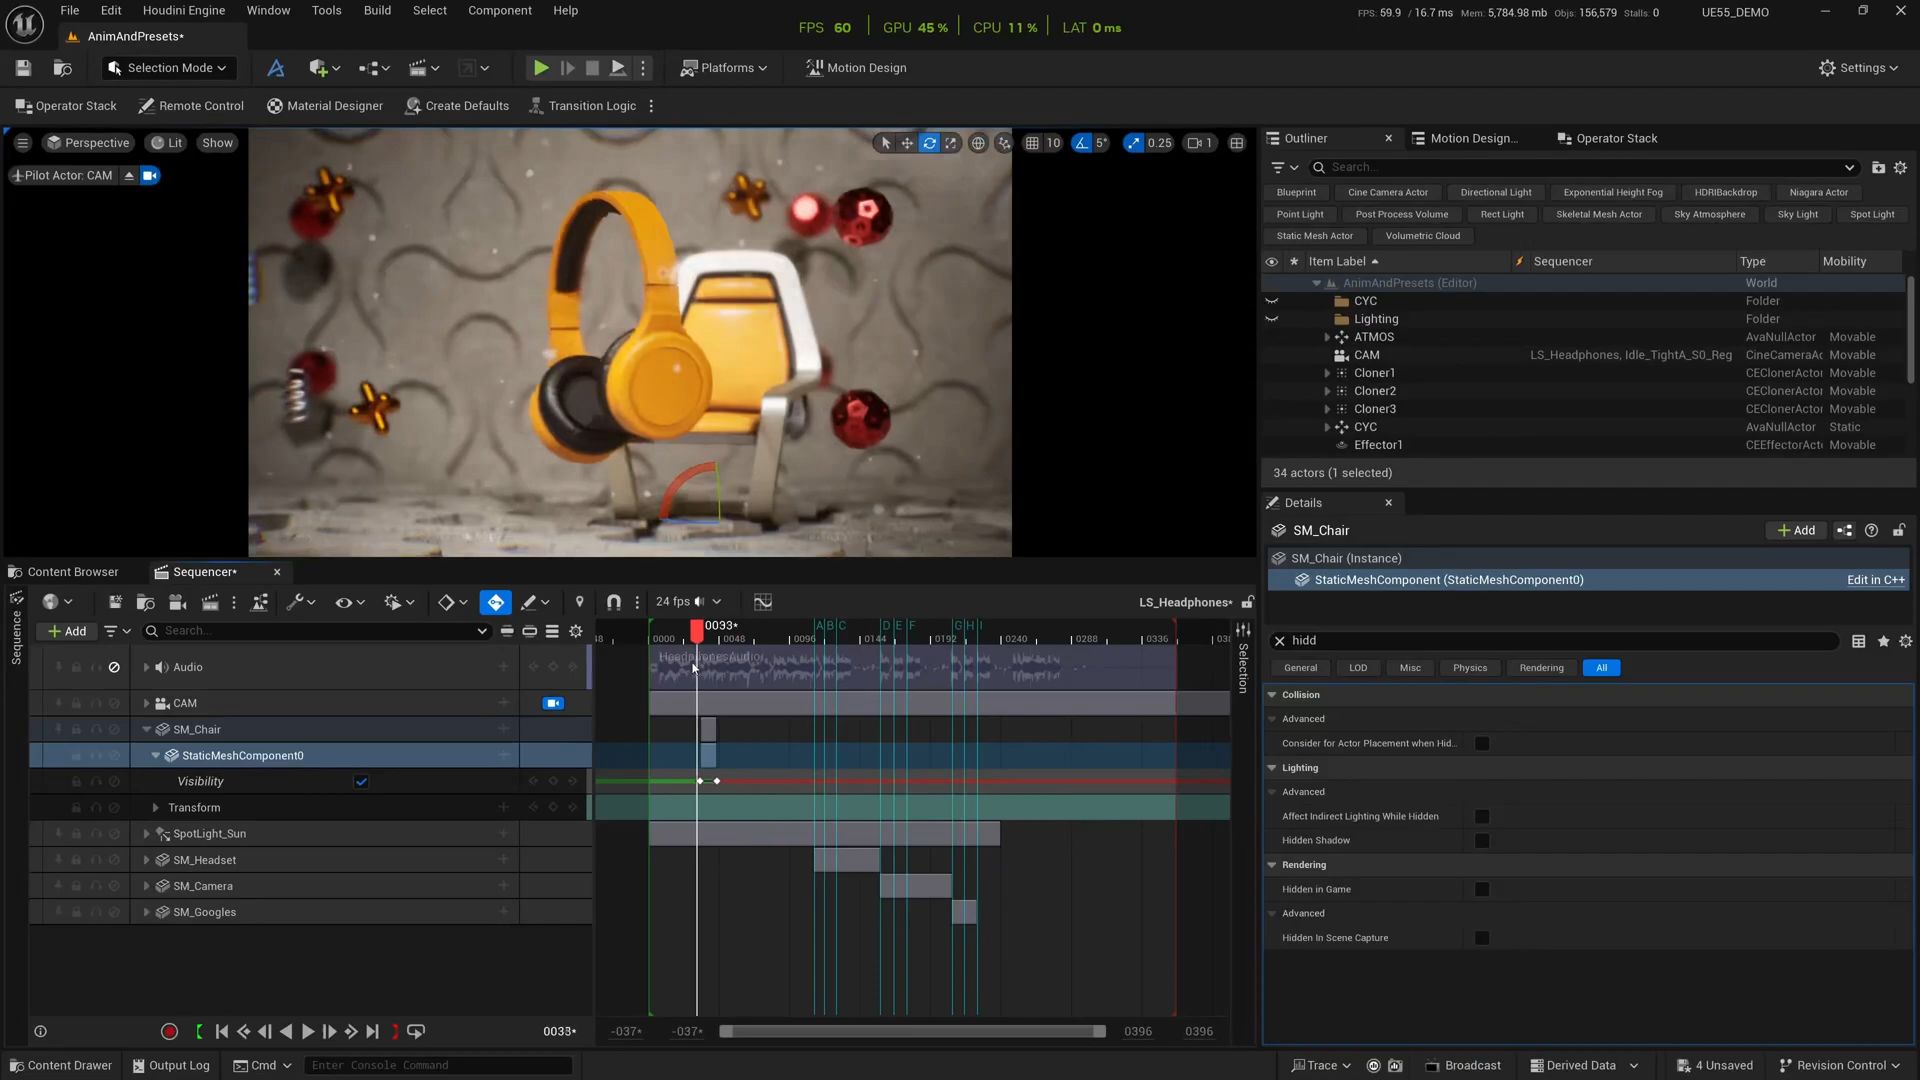 File Edit Houdini Engine Window Tools Build Select Component Help
FPS 60 GPU 45 % CPU 11 % LAT 0 ms
FPS: 59.9 / 16.7 ms Mem: 5,784.98 mb Objs: 156,579 Stalls: 0
UE55_DEMO
AnimAndPresets*
Selection Mode
Platforms
Motion Design
Settings
Operator Stack
Remote Control
Material Designer
Create Defaults
Transition Logic
Perspective
Lit
Show
10
5°
0.25
1
Pilot Actor: CAM
Outliner
Motion Design...
Operator Stack
Search...
Blueprint Cine Camera Actor Directional Light Exponential Height Fog HDRIBackdrop Niagara Actor
Point Light Post Process Volume Rect Light Skeletal Mesh Actor Sky Atmosphere Sky Light Spot Light
Static Mesh Actor Volumetric Cloud
Item Label Sequencer Type Mobility
AnimAndPresets (Editor) World
CYC Folder
Lighting Folder
ATMOS AvaNullActor Movable
CAM LS_Headphones, Idle_TightA_S0_Reg CineCameraAc Movable
Cloner1 CEClonerActor Movable
Cloner2 CEClonerActor Movable
Cloner3 CEClonerActor Movable
CYC AvaNullActor Static
Effector1 CEEffectorActo Movable
34 actors (1 selected)
Details
SM_Chair
Add
SM_Chair (Instance)
StaticMeshComponent (StaticMeshComponent0) Edit in C++
hidd
General LOD Misc Physics Rendering All
Collision
Advanced
Consider for Actor Placement when Hid...
Lighting
Advanced
Affect Indirect Lighting While Hidden
Hidden Shadow
Rendering
Hidden in Game
Advanced
Hidden In Scene Capture
Content Browser
Sequencer*
Sequence
24 fps
LS_Headphones*
Add
Search...
0033*
A B C D E F G H I
48 0000 0048 0096 0144 0192 0240 0288 0336
HeadphonesAudio
Selection
Audio
CAM
SM_Chair
StaticMeshComponent0
Visibility
Transform
SpotLight_Sun
SM_Headset
SM_Camera
SM_Googles
0033*
-037* -037* 0396 0396
Content Drawer
Output Log
Cmd
Enter Console Command
Trace
Broadcast
Derived Data
4 Unsaved
Revision Control